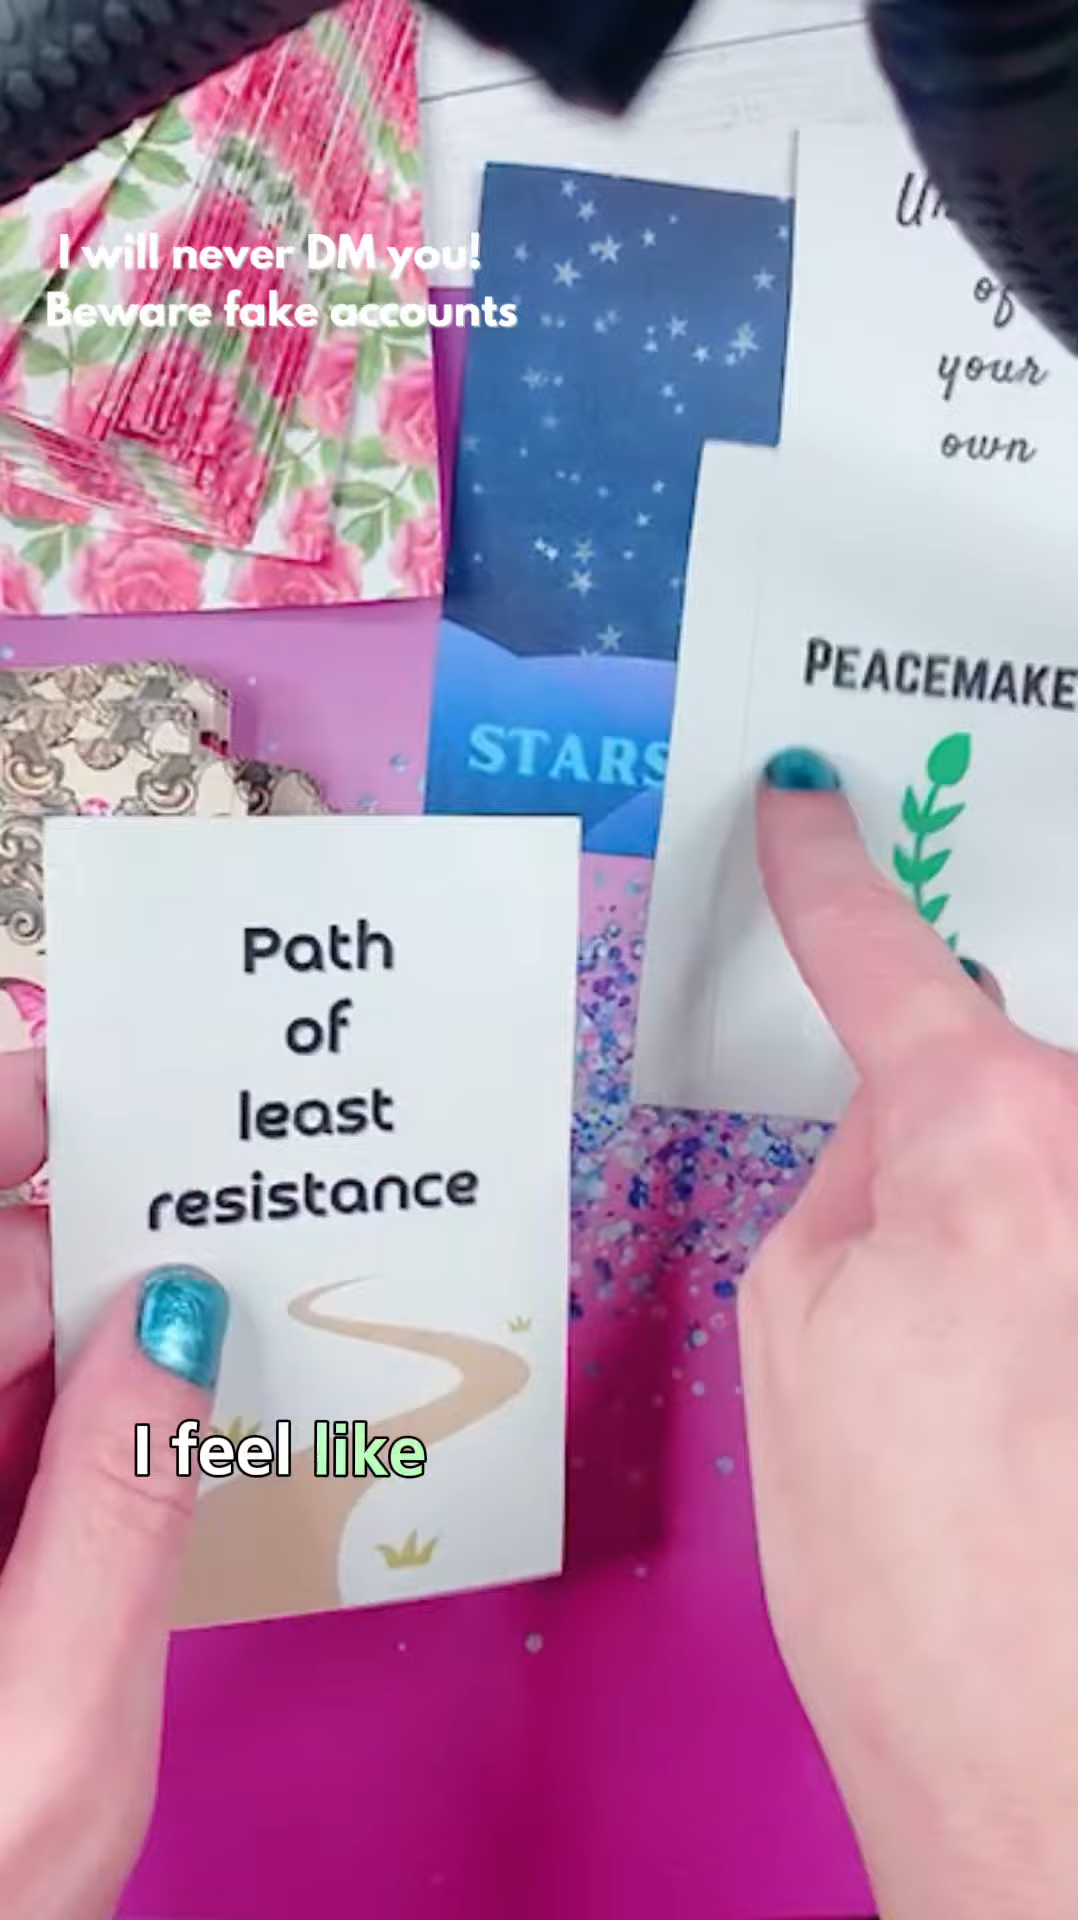 I will never DM you!
Beware fake accounts
of
your
own
STARS
PEACEMAKE
Path
of
least
resistance
I feel like